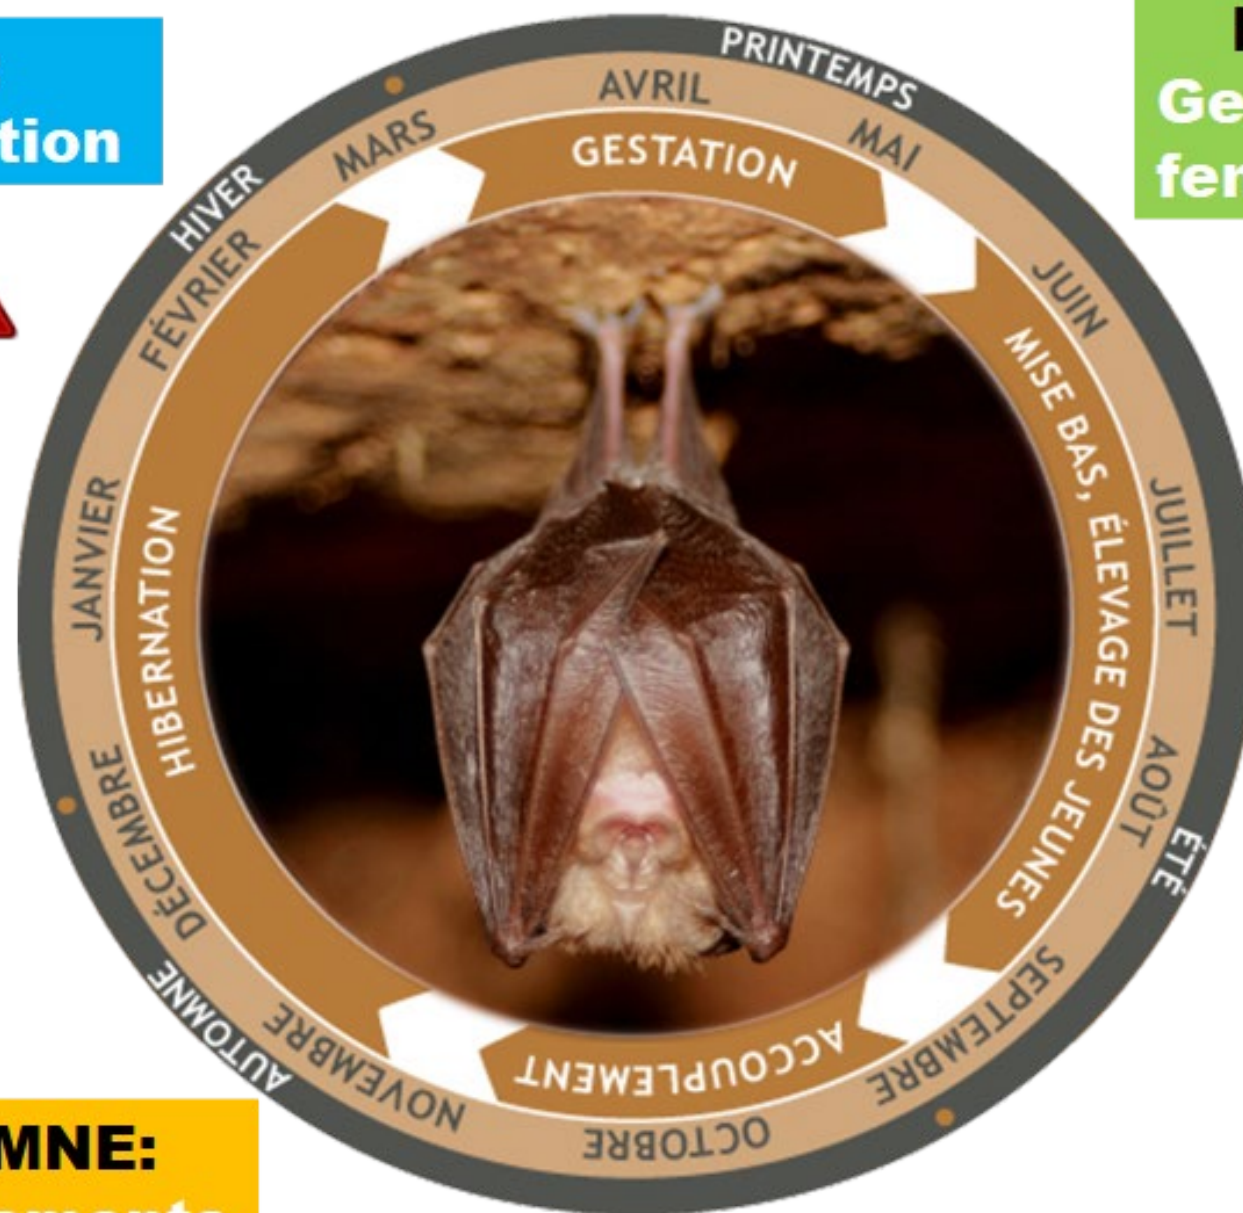 PRINTEMPS
AVRIL
MAI
MARS
GESTATION
HIVER
FÉVRIER
JUIN
MISE BAS, ÉLEVAGE DES JEUNES
JUILLET
JANVIER
HIBERNATION
AOÛT
ÉTÉ
DÉCEMBRE
SEPTEMBRE
ACCOUPLEMENT
OCTOBRE
NOVEMBRE
AUTOMNE
tion
Ge
fem
MNE: